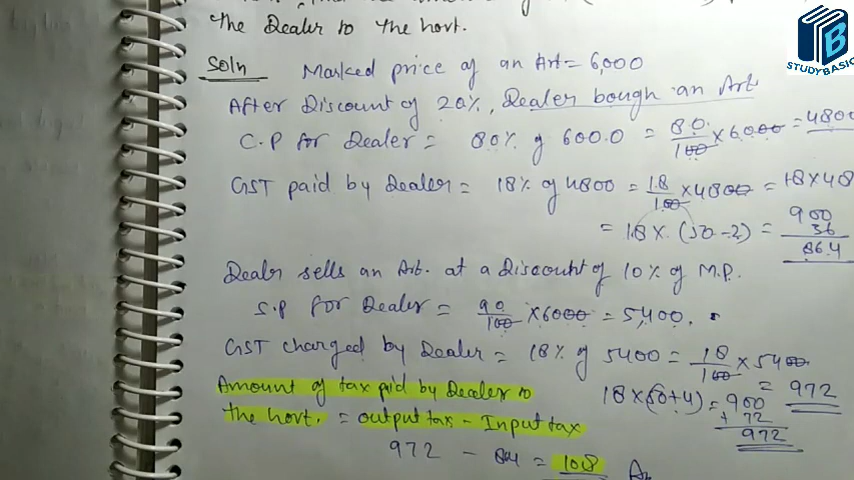 the Dealer to the hovt.
Soln Marked price of an Art = 6,000
After Discount of 20%, Dealer bough an Art
C.P for Dealer = 80% of 6000 = 80/100 × 6000 = 4800
GST paid by Dealer = 18% of 4800 = 18/100 × 4800 = 18 × 48
= 18 × (50 - 2) = 900
36
864
Dealr sells an Art. at a Discount of 10% of M.P.
S.P for Dealer = 90/100 × 6000 = 5,400.
GST charged by Dealer = 18% of 5400 = 18/100 × 5400
= 972
Amount of tax paid by Dealer to
the hovt. = output tax - Input tax
18 × (50+4) = 900
+ 72
972
972 - 864 = 108
B
STUDYBASIC